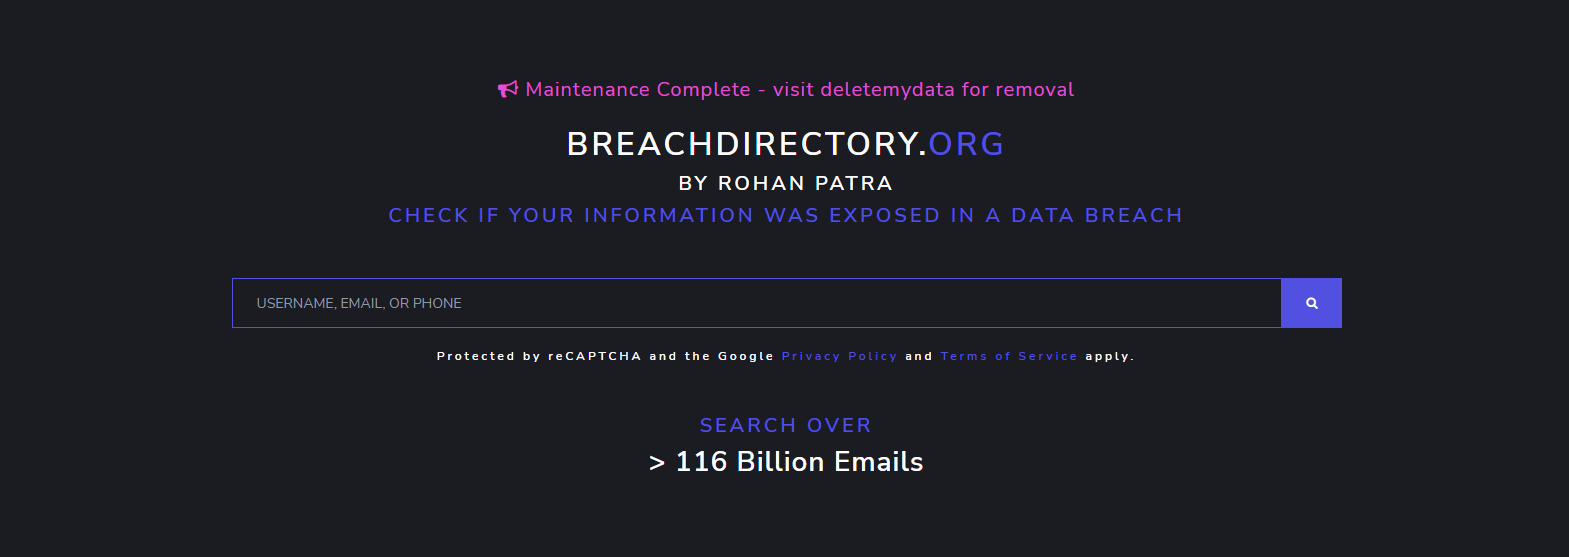 Maintenance Complete - visit deletemydata for removal
BREACHDIRECTORY.ORG
BY ROHAN PATRA
CHECK IF YOUR INFORMATION WAS EXPOSED IN A DATA BREACH
USERNAME, EMAIL, OR PHONE
Protected by reCAPTCHA and the Google Privacy Policy and Terms of Service apply.
SEARCH OVER
> 116 Billion Emails